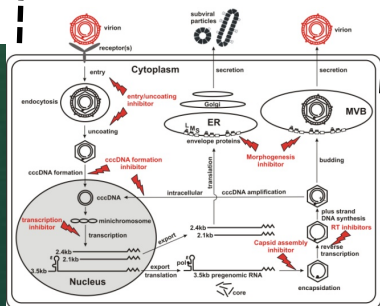 virion
subviral
particles
virion
receptor(s)
entry
Cytoplasm
secretion
secretion
endocytosis
entry/uncoating
inhibitor
Golgi
ER
L M S
envelope proteins
MVB
uncoating
cccDNA formation
inhibitor
Morphogenesis
inhibitor
budding
cccDNA formation
cccDNA
intracellular
cccDNA amplification
translation
minichromosome
transcription
inhibitor
transcription
plus strand
DNA synthesis
RT inhibitors
reverse
transcription
2.4kb
2.1kb
export
2.4kb
2.1kb
Capsid assembly
inhibitor
ε
3.5kb
export
translation
pol
ε
3.5kb pregenomic RNA
encapsidation
Nucleus
core